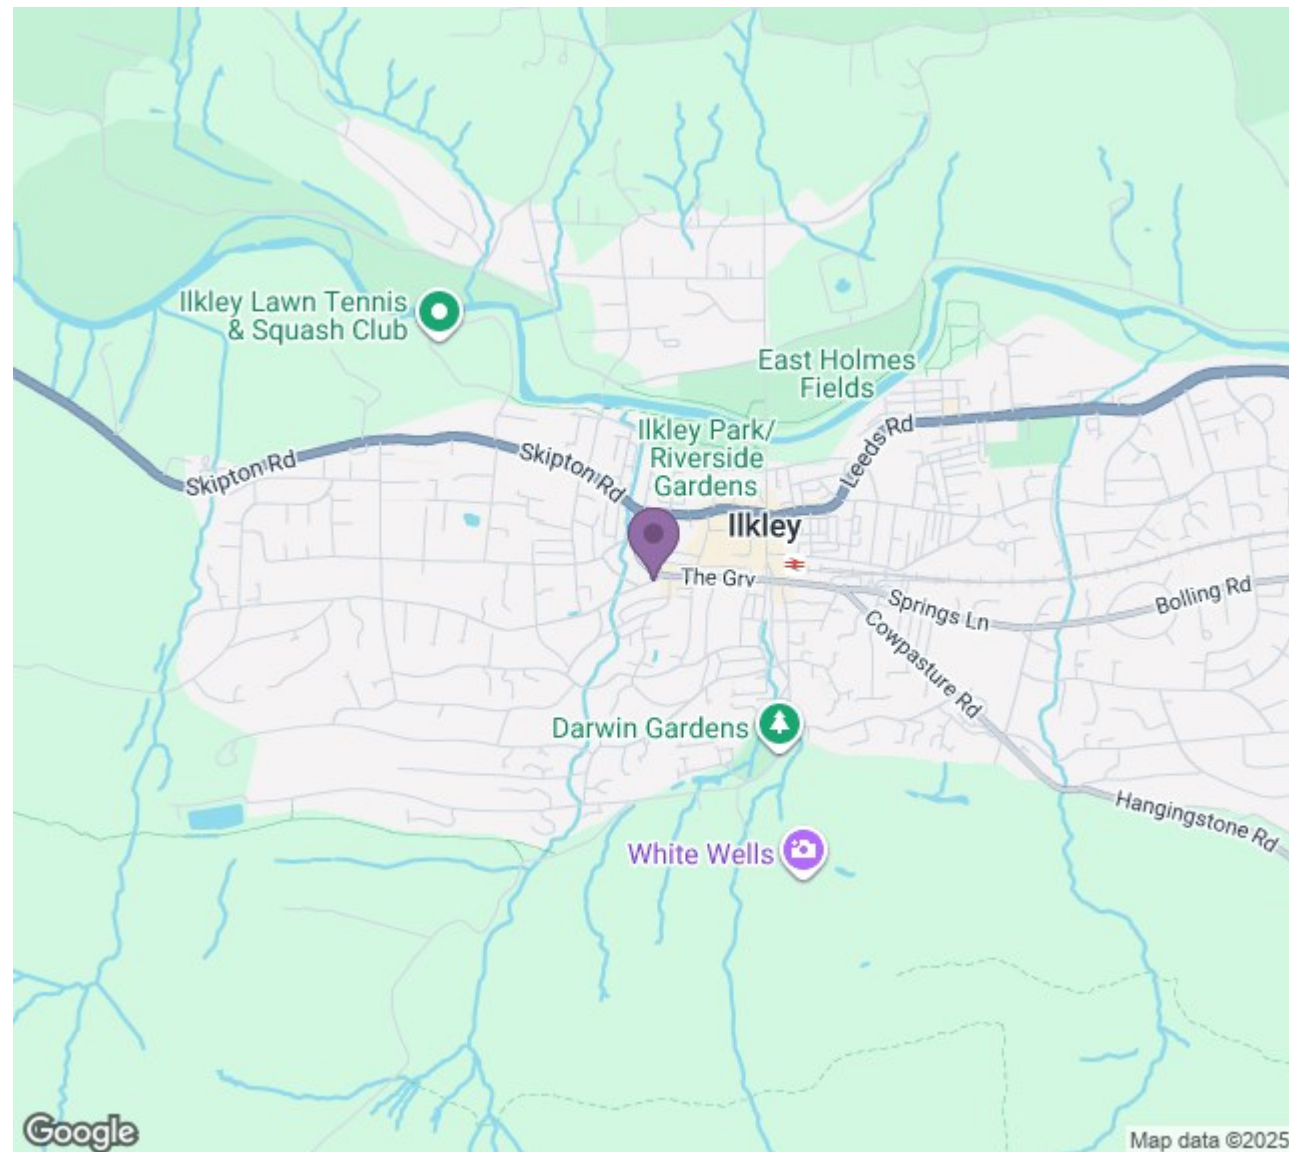 Ilkley Lawn Tennis
& Squash Club
East Holmes
Fields
Ilkley Park/
Riverside
Gardens
Leeds Rd
Skipton Rd
Skipton Rd
Ilkley
The Grv
Springs Ln
Bolling Rd
Cowpasture Rd
Darwin Gardens
Hangingstone Rd
White Wells
Google
Map data ©2025